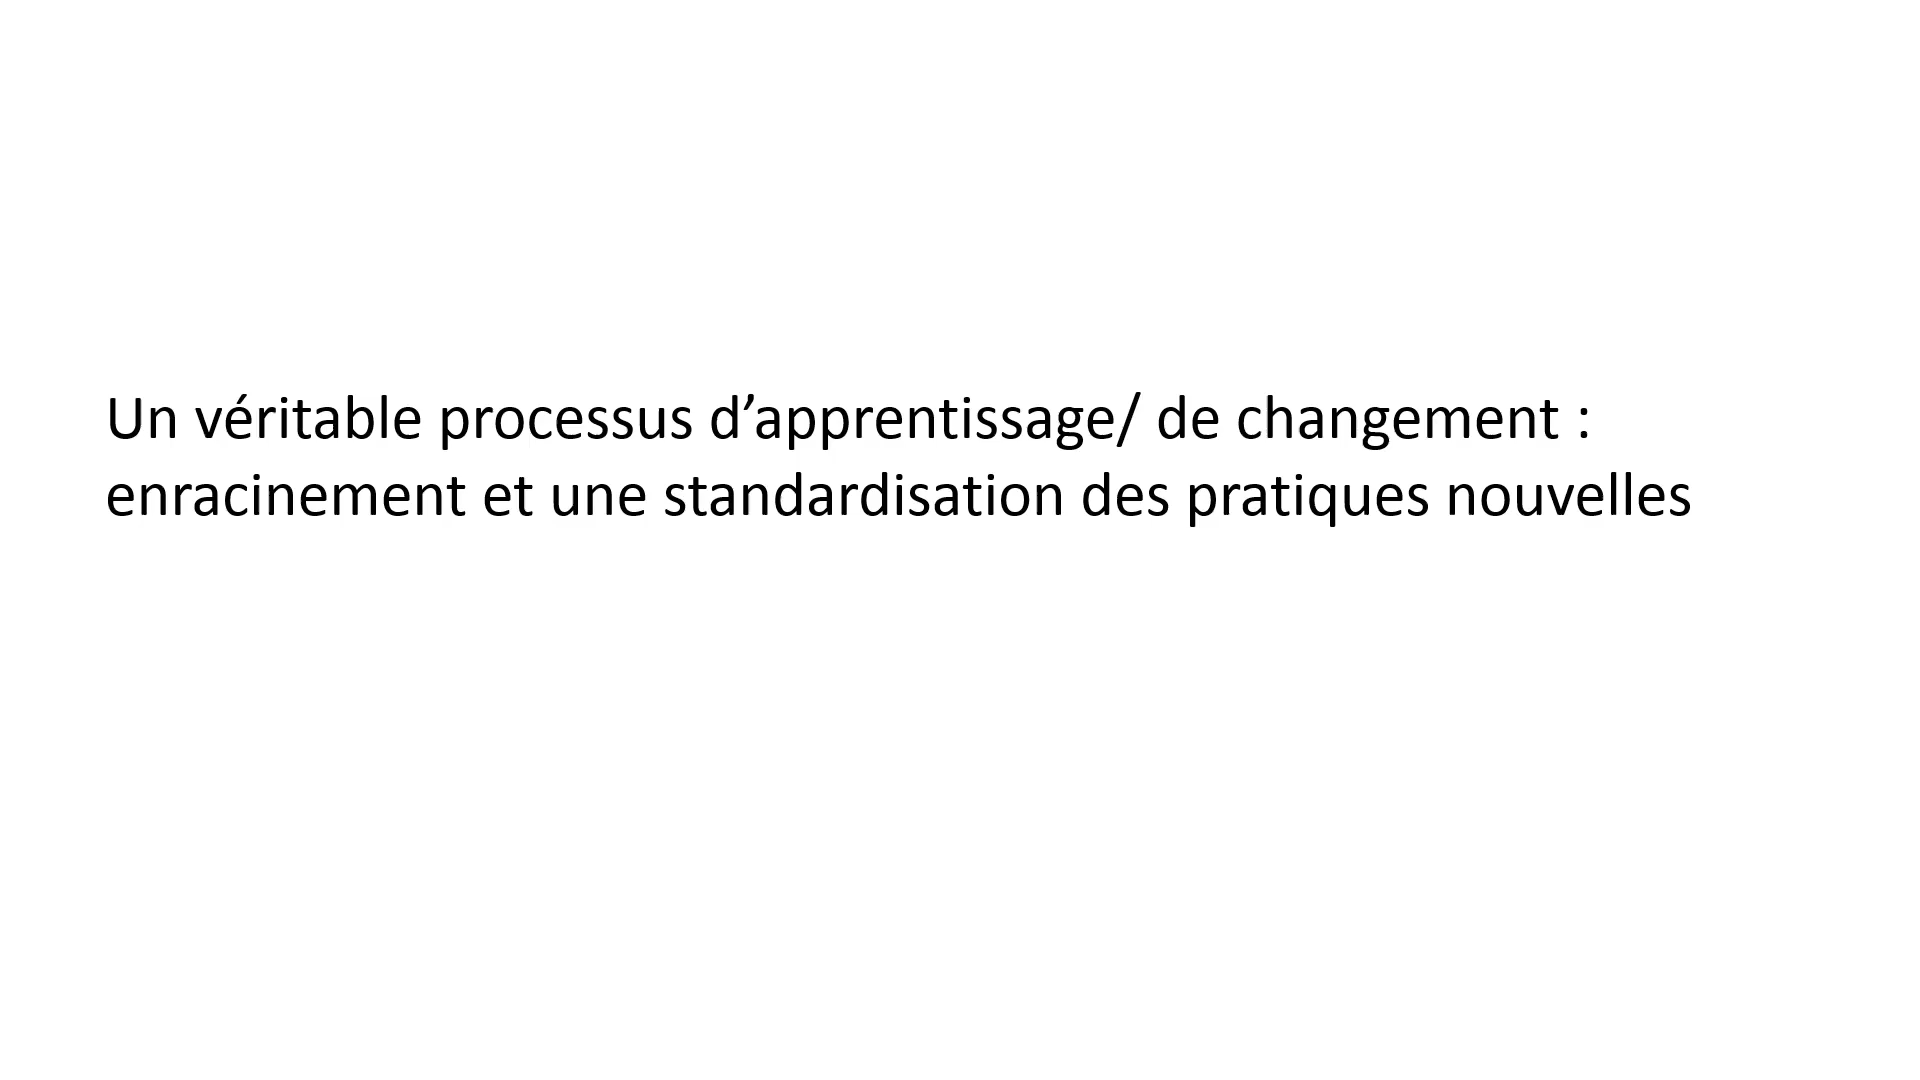 Un véritable processus d’apprentissage/ de changement :
enracinement et une standardisation des pratiques nouvelles